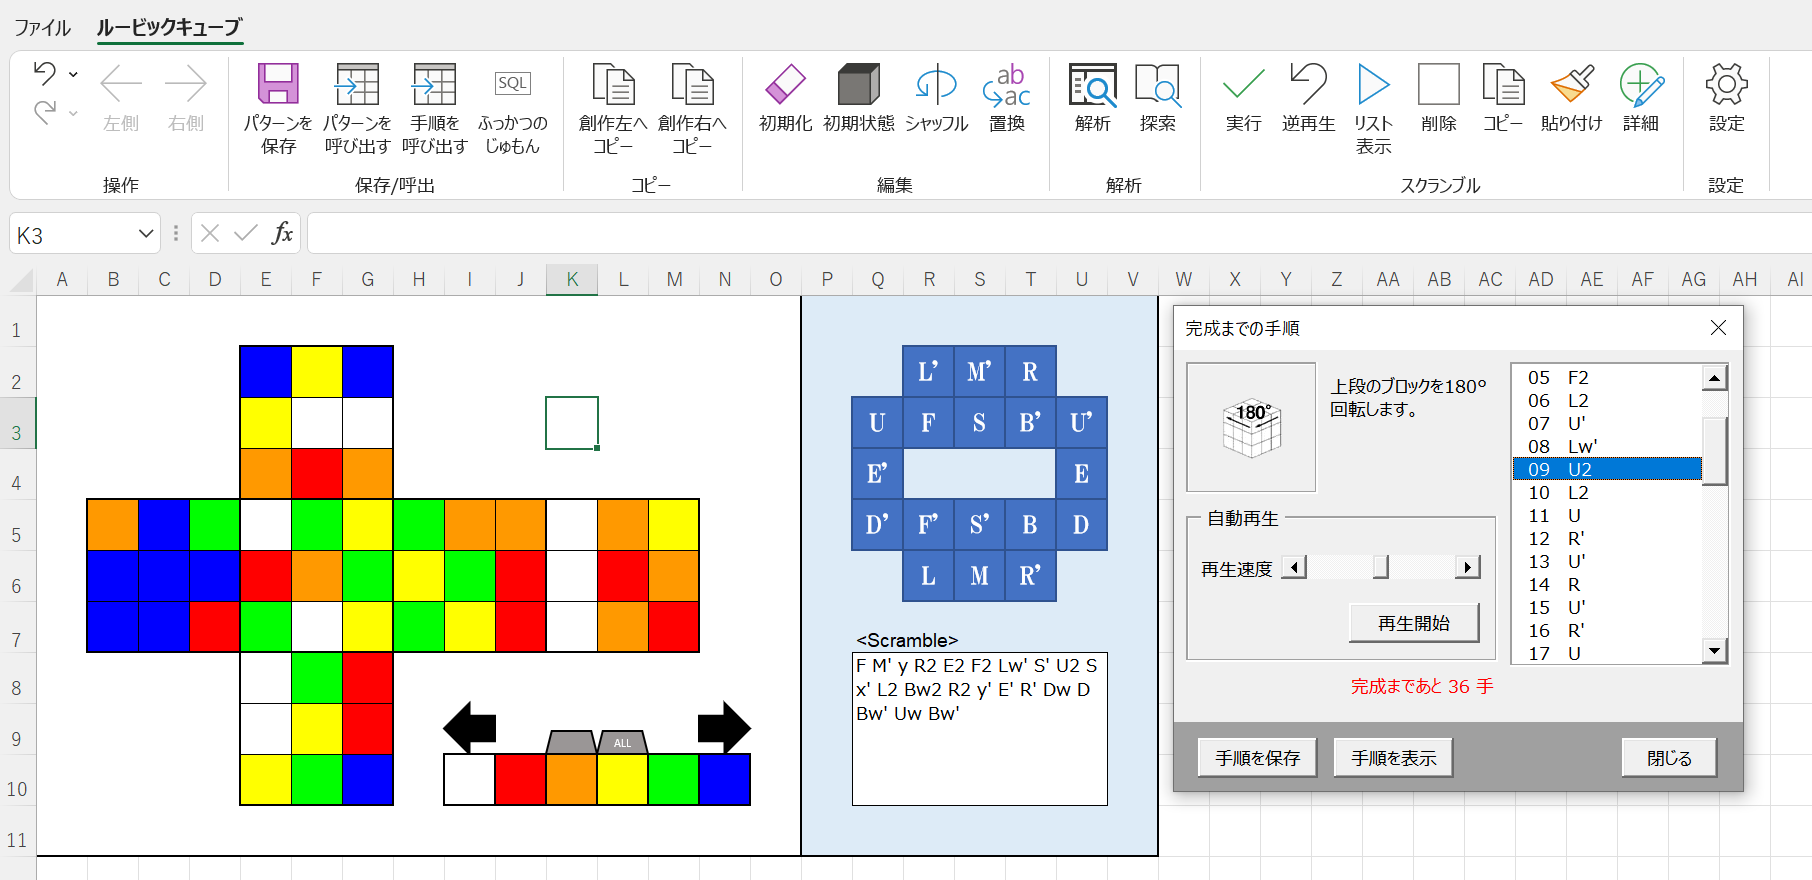 ファイル ルービックキューブ
左側 右側 パターンを保存 パターンを呼び出す 手順を呼び出す SQL ふっかつのじゅもん 創作左へコピー 創作右へコピー 初期化 初期状態 シャッフル ab ac 置換 解析 探索 実行 逆再生 リスト表示 削除 コピー 貼り付け 詳細 設定
操作 保存/呼出 コピー 編集 解析 スクランブル 設定
K3 fx
A B C D E F G H I J K L M N O P Q R S T U V W X Y Z AA AB AC AD AE AF AG AH AI
1
2
3
4
5
6
7
8
9
10
11
ALL
L’ M’ R
U F S B’ U’
E’ E
D’ F’ S’ B D
L M R’
<Scramble>
F M' y R2 E2 F2 Lw' S' U2 S
x' L2 Bw2 R2 y' E' R' Dw D
Bw' Uw Bw'
完成までの手順
180°
上段のブロックを180°
回転します。
自動再生
再生速度
再生開始
05 F2
06 L2
07 U'
08 Lw'
09 U2
10 L2
11 U
12 R'
13 U'
14 R
15 U'
16 R'
17 U
完成まであと 36 手
手順を保存 手順を表示 閉じる